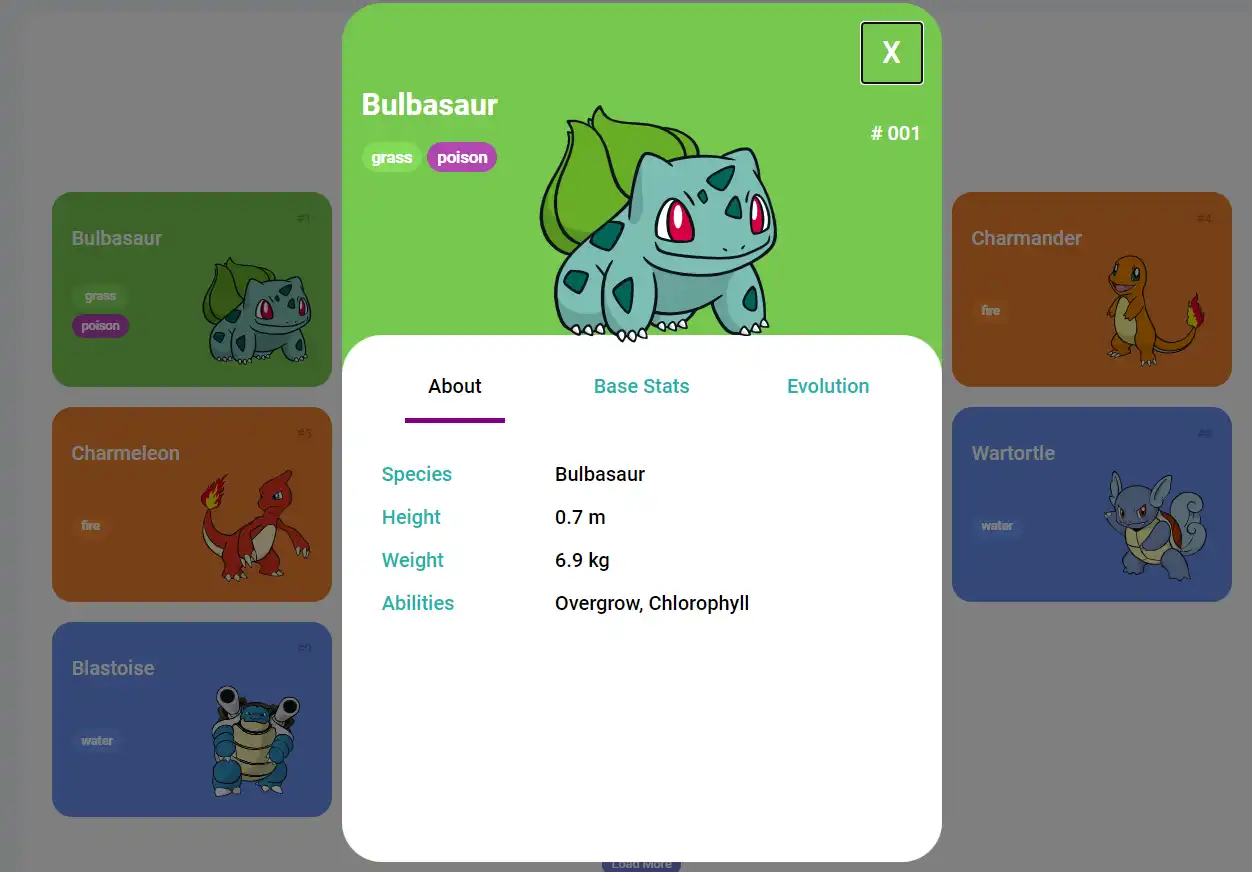 X
Bulbasaur
# 001
grass poison
#1
Bulbasaur
grass
poison
#4
Charmander
fire
About Base Stats Evolution
Species Bulbasaur
Height 0.7 m
Weight 6.9 kg
Abilities Overgrow, Chlorophyll
#5
Charmeleon
fire
#8
Wartortle
water
#9
Blastoise
water
Load More